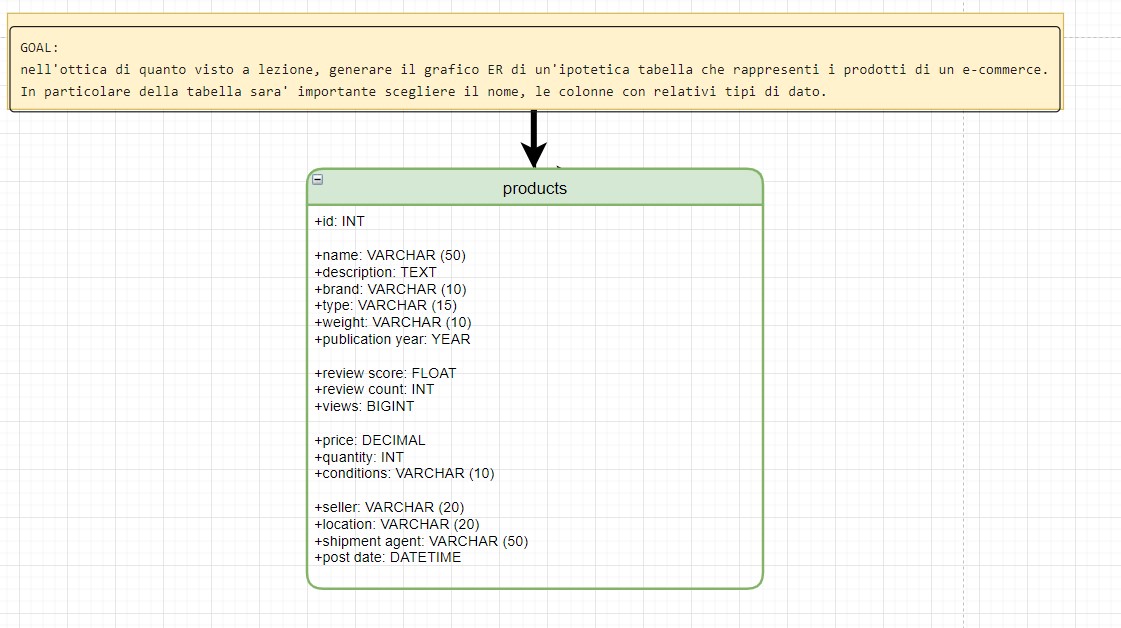 GOAL:
nell'ottica di quanto visto a lezione, generare il grafico ER di un'ipotetica tabella che rappresenti i prodotti di un e-commerce.
In particolare della tabella sara' importante scegliere il nome, le colonne con relativi tipi di dato.
products
+id: INT
+name: VARCHAR (50)
+description: TEXT
+brand: VARCHAR (10)
+type: VARCHAR (15)
+weight: VARCHAR (10)
+publication year: YEAR
+review score: FLOAT
+review count: INT
+views: BIGINT
+price: DECIMAL
+quantity: INT
+conditions: VARCHAR (10)
+seller: VARCHAR (20)
+location: VARCHAR (20)
+shipment agent: VARCHAR (50)
+post date: DATETIME